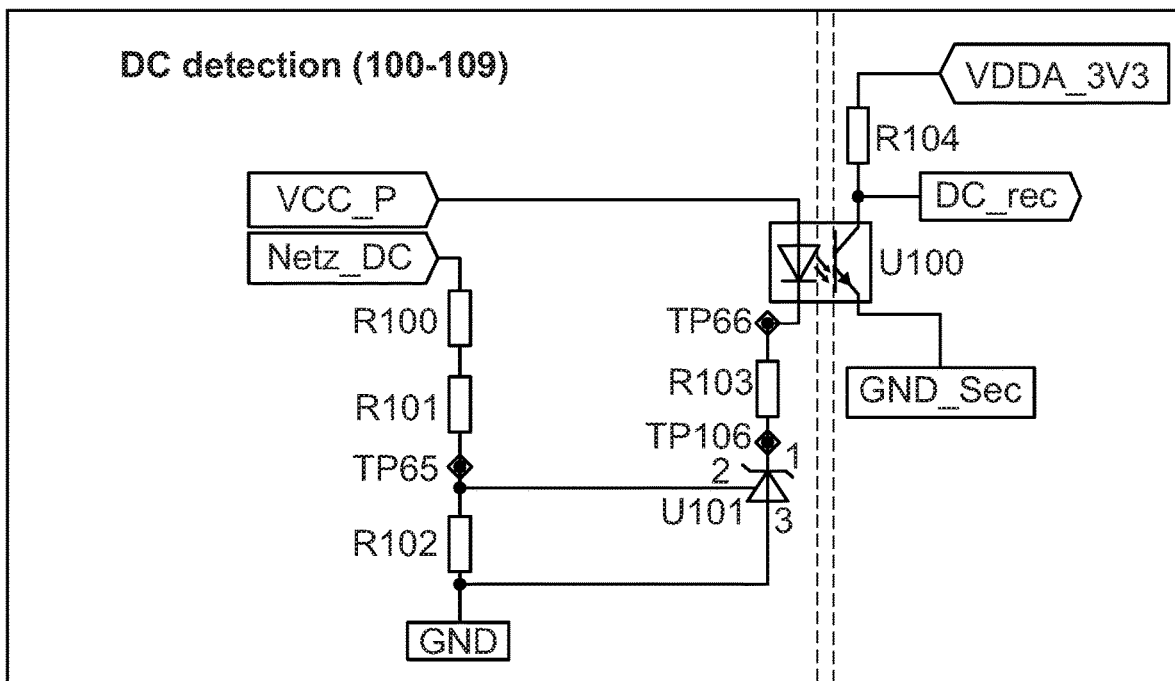 DC detection (100-109)
VDDA_3V3
R104
VCC_P
DC_rec
Netz_DC
U100
R100
TP66
R103
GND_Sec
R101
TP106
TP65
2
1
U101
3
R102
GND